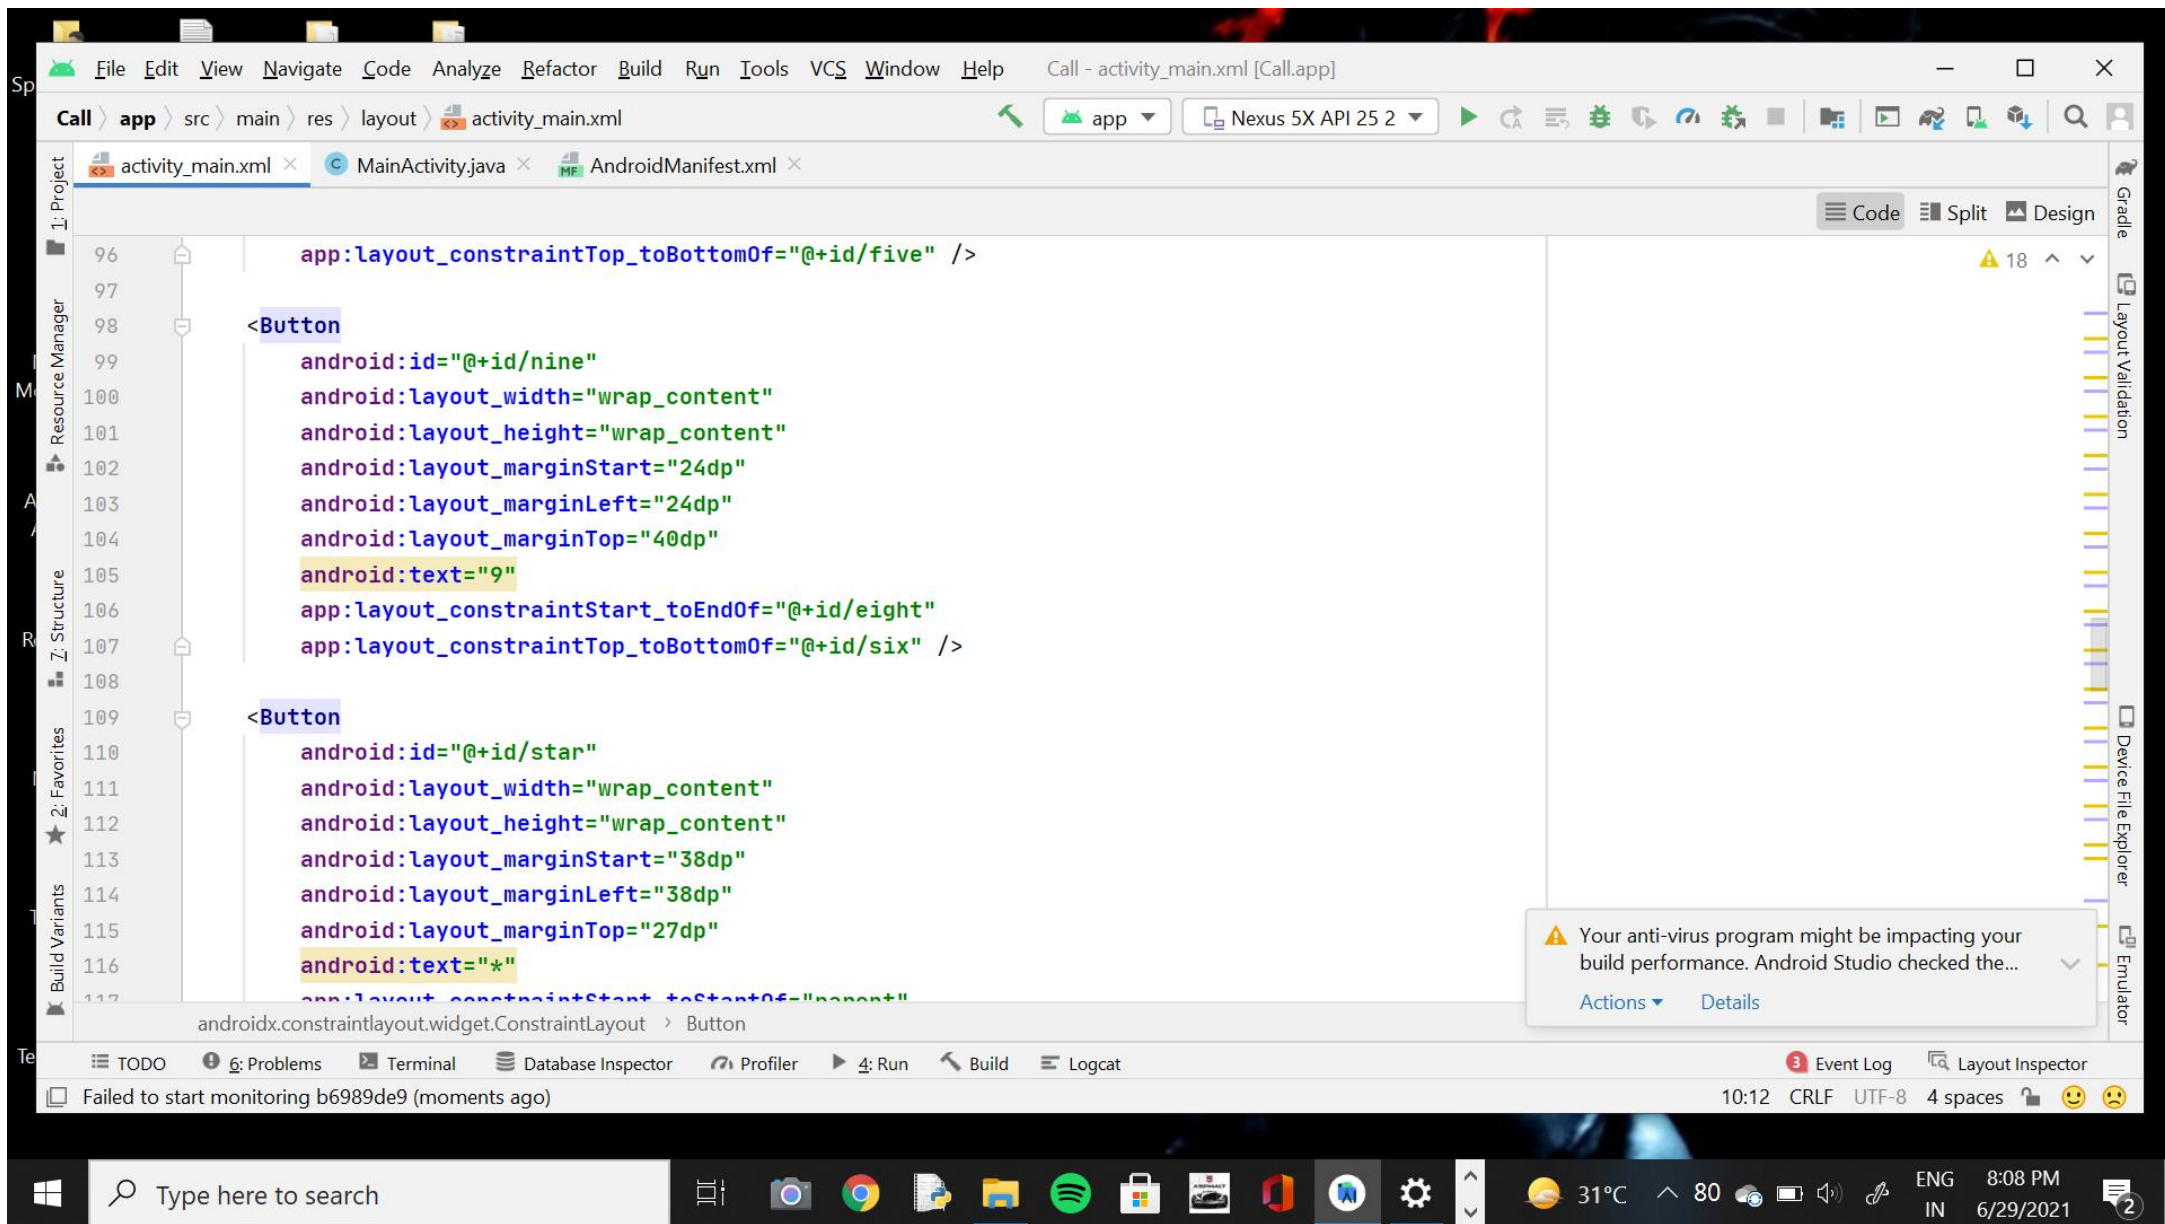 Sp
File Edit View Navigate Code Analyze Refactor Build Run Tools VCS Window Help Call - activity_main.xml [Call.app]
Call app src main res layout activity_main.xml app Nexus 5X API 25 2
activity_main.xml MainActivity.java MF AndroidManifest.xml
Code Split Design
1: Project
Resource Manager
7: Structure
2: Favorites
Build Variants
96 app:layout_constraintTop_toBottomOf="@+id/five" />
18
97
98 <Button
99 android:id="@+id/nine"
100 android:layout_width="wrap_content"
101 android:layout_height="wrap_content"
102 android:layout_marginStart="24dp"
103 android:layout_marginLeft="24dp"
104 android:layout_marginTop="40dp"
105 android:text="9"
106 app:layout_constraintStart_toEndOf="@+id/eight"
107 app:layout_constraintTop_toBottomOf="@+id/six" />
108
109 <Button
110 android:id="@+id/star"
111 android:layout_width="wrap_content"
112 android:layout_height="wrap_content"
113 android:layout_marginStart="38dp"
114 android:layout_marginLeft="38dp"
115 android:layout_marginTop="27dp"
116 android:text="*"
117 app:layout_constraintStart_toStartOf="parent"
Gradle
Layout Validation
Device File Explorer
Emulator
Your anti-virus program might be impacting your
build performance. Android Studio checked the...
Actions Details
androidx.constraintlayout.widget.ConstraintLayout > Button
TODO 6: Problems Terminal Database Inspector Profiler 4: Run Build Logcat 3 Event Log Layout Inspector
Failed to start monitoring b6989de9 (moments ago) 10:12 CRLF UTF-8 4 spaces
Te
Type here to search
31°C 80 ENG 8:08 PM
IN 6/29/2021 2